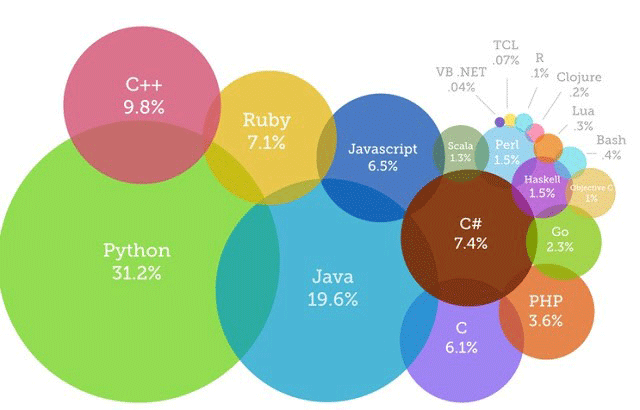 TCL
.07%
R
.1%
VB .NET
.04%
Clojure
.2%
C++
9.8%
Lua
.3%
Ruby
7.1%
Javascript
6.5%
Scala
1.3%
Perl
1.5%
Bash
.4%
Haskell
1.5%
Objective C
1%
Python
31.2%
Java
19.6%
C#
7.4%
Go
2.3%
C
6.1%
PHP
3.6%